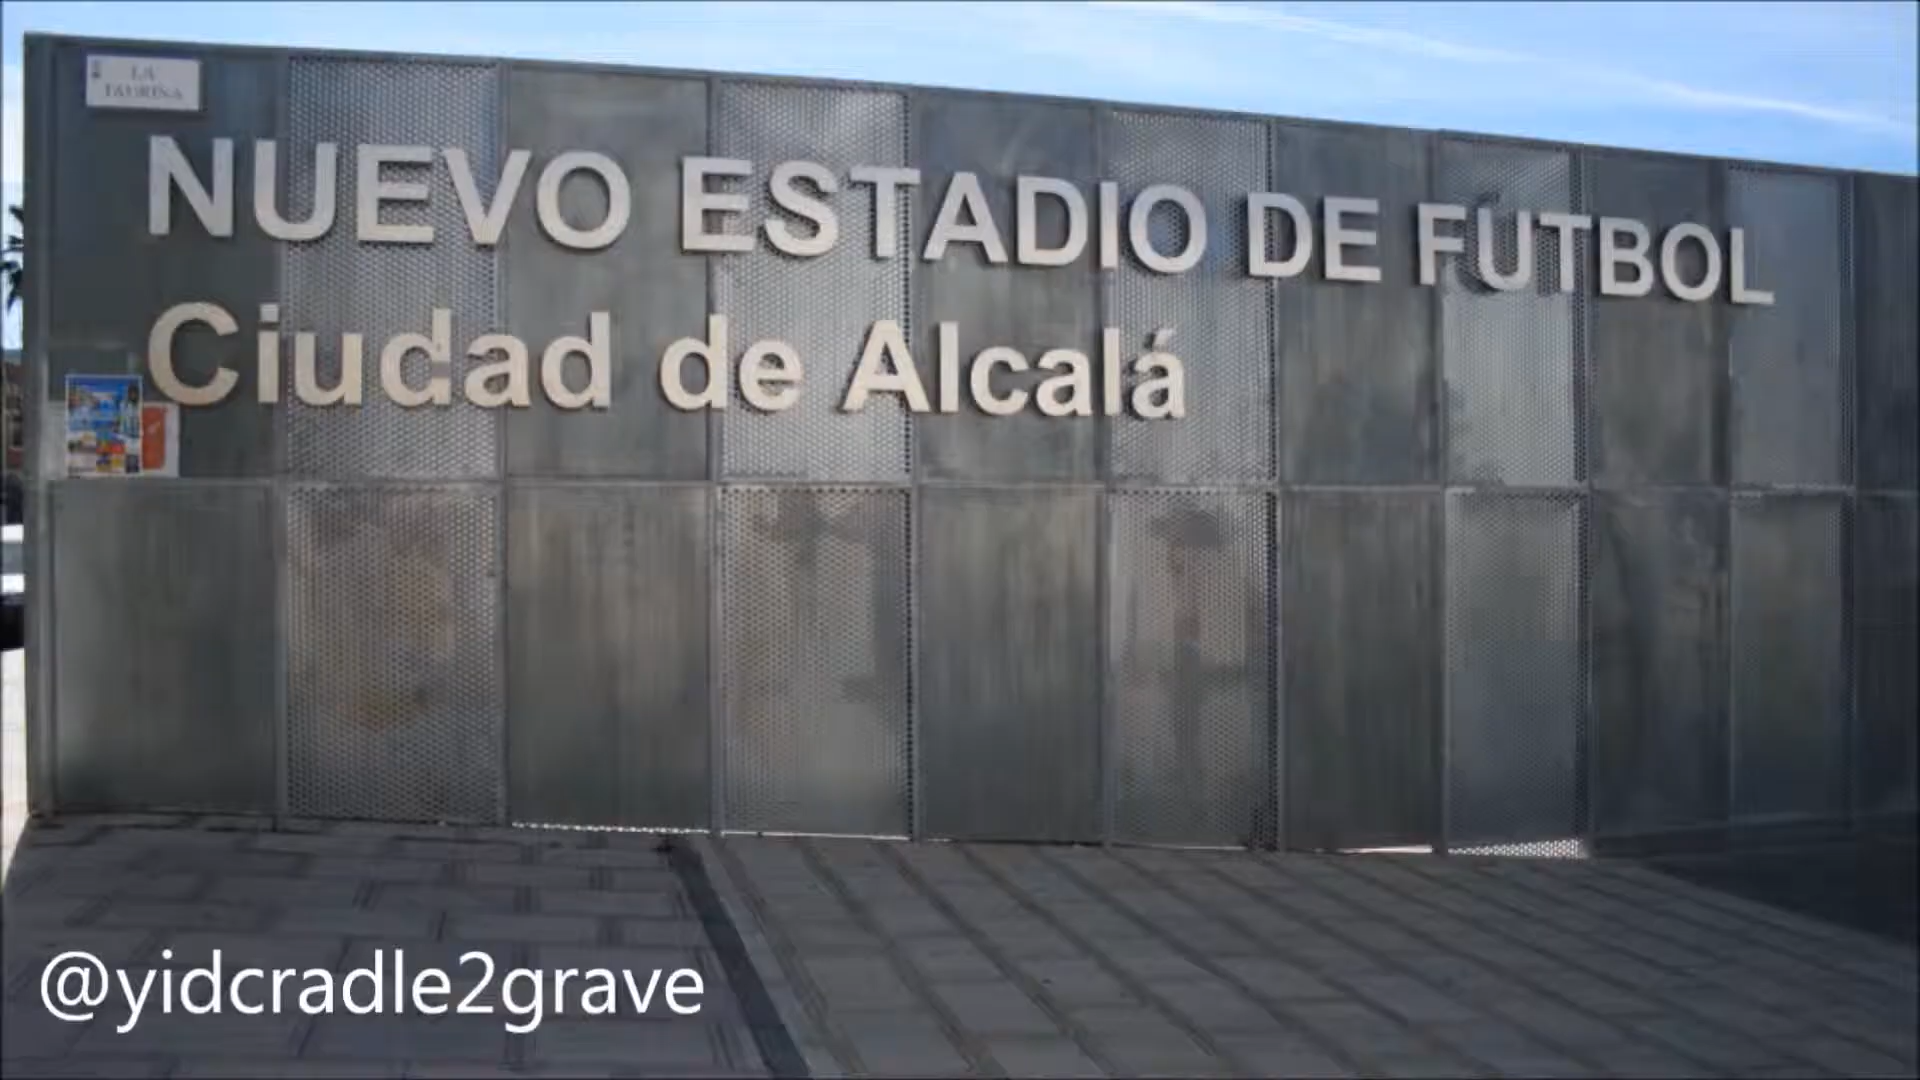 LA
TAURINA
NUEVO ESTADIO DE FUTBOL
Ciudad de Alcalá
@yidcradle2grave